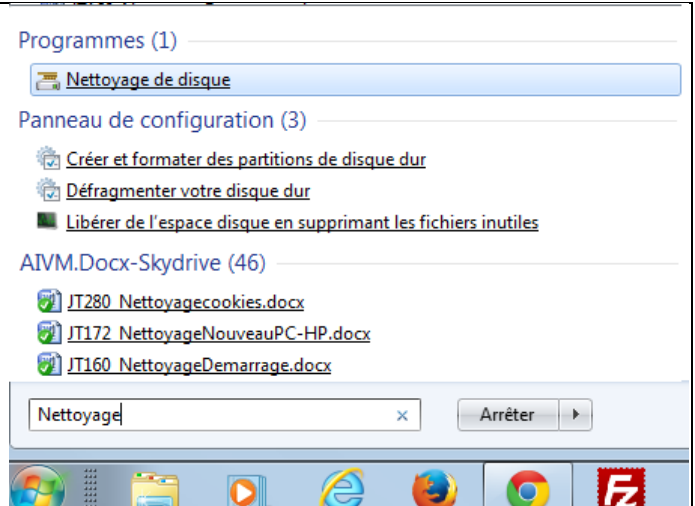 Programmes (1)
Nettoyage de disque
Panneau de configuration (3)
Créer et formater des partitions de disque dur
Défragmenter votre disque dur
Libérer de l'espace disque en supprimant les fichiers inutiles
AIVM.Docx-Skydrive (46)
JT280_Nettoyagecookies.docx
JT172_NettoyageNouveauPC-HP.docx
JT160_NettoyageDemarrage.docx
Nettoyage
Arrêter